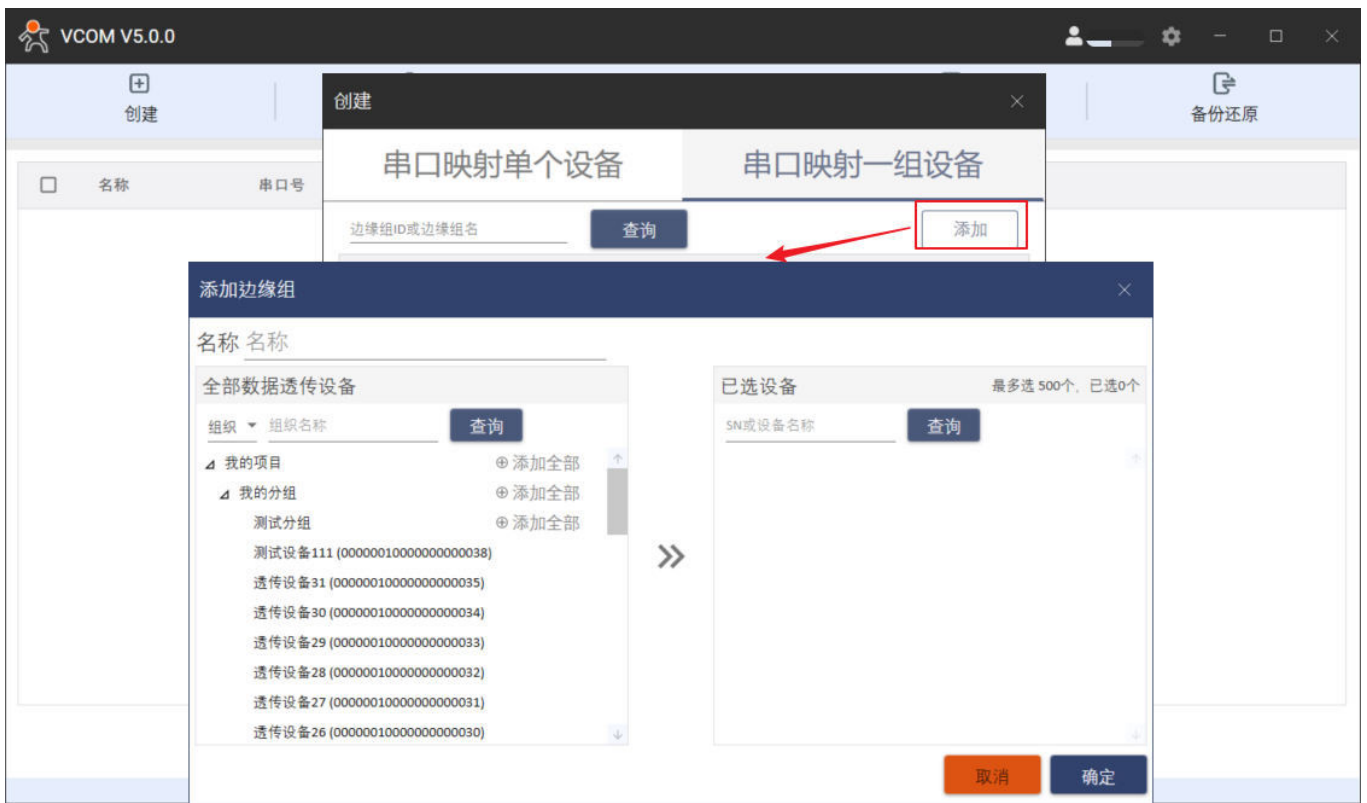 VCOM V5.0.0
创建
备份还原
名称
串口号
创建
串口映射单个设备
串口映射一组设备
边缘组ID或边缘组名
查询
添加
添加边缘组
名称 名称
全部数据透传设备
组织 组织名称 查询
我的项目 添加全部
我的分组 添加全部
测试分组 添加全部
测试设备111 (00000010000000000038)
透传设备31 (00000010000000000035)
透传设备30 (00000010000000000034)
透传设备29 (00000010000000000033)
透传设备28 (00000010000000000032)
透传设备27 (00000010000000000031)
透传设备26 (00000010000000000030)
已选设备 最多选 500个, 已选0个
SN或设备名称 查询
取消
确定